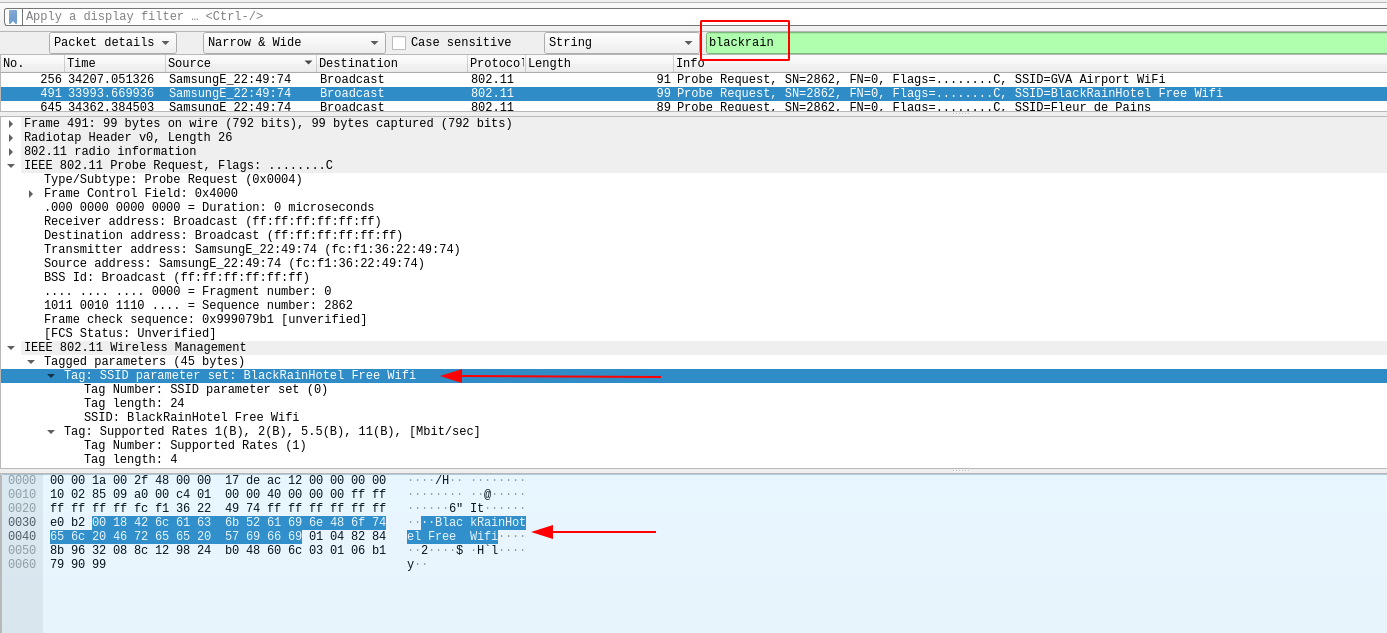 Apply a display filter … <Ctrl-/>
Packet details Narrow & Wide Case sensitive String blackrain
No. Time Source Destination Protocol Length Info
256 34207.051326 SamsungE_22:49:74 Broadcast 802.11 91 Probe Request, SN=2862, FN=0, Flags=........C, SSID=GVA Airport WiFi
491 33993.669936 SamsungE_22:49:74 Broadcast 802.11 99 Probe Request, SN=2862, FN=0, Flags=........C, SSID=BlackRainHotel Free Wifi
645 34362.384503 SamsungE_22:49:74 Broadcast 802.11 89 Probe Request, SN=2862, FN=0, Flags=........C, SSID=Fleur de Pains
Frame 491: 99 bytes on wire (792 bits), 99 bytes captured (792 bits)
Radiotap Header v0, Length 26
802.11 radio information
IEEE 802.11 Probe Request, Flags: ........C
Type/Subtype: Probe Request (0x0004)
Frame Control Field: 0x4000
.000 0000 0000 0000 = Duration: 0 microseconds
Receiver address: Broadcast (ff:ff:ff:ff:ff:ff)
Destination address: Broadcast (ff:ff:ff:ff:ff:ff)
Transmitter address: SamsungE_22:49:74 (fc:f1:36:22:49:74)
Source address: SamsungE_22:49:74 (fc:f1:36:22:49:74)
BSS Id: Broadcast (ff:ff:ff:ff:ff:ff)
.... .... .... 0000 = Fragment number: 0
1011 0010 1110 .... = Sequence number: 2862
Frame check sequence: 0x999079b1 [unverified]
[FCS Status: Unverified]
IEEE 802.11 Wireless Management
Tagged parameters (45 bytes)
Tag: SSID parameter set: BlackRainHotel Free Wifi
Tag Number: SSID parameter set (0)
Tag length: 24
SSID: BlackRainHotel Free Wifi
Tag: Supported Rates 1(B), 2(B), 5.5(B), 11(B), [Mbit/sec]
Tag Number: Supported Rates (1)
Tag length: 4
0000 00 00 1a 00 2f 48 00 00 17 de ac 12 00 00 00 00 ····/H·· ········
0010 10 02 85 09 a0 00 c4 01 00 00 40 00 00 00 ff ff ········ ··@·····
0020 ff ff ff ff fc f1 36 22 49 74 ff ff ff ff ff ff ······6" It······
0030 e0 b2 00 18 42 6c 61 63 6b 52 61 69 6e 48 6f 74 ····Blac kRainHot
0040 65 6c 20 46 72 65 65 20 57 69 66 69 01 04 82 84 el Free Wifi····
0050 8b 96 32 08 8c 12 98 24 b0 48 60 6c 03 01 06 b1 ··2····$ ·H`l····
0060 79 90 99 y··